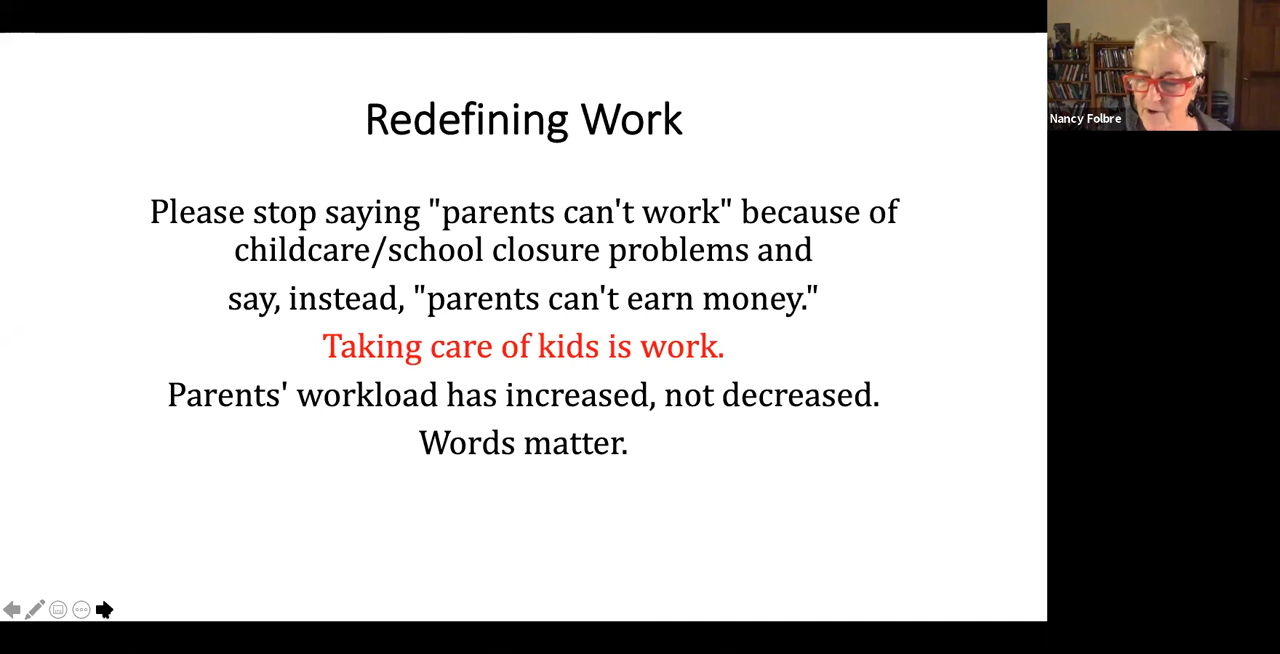 Redefining Work
Please stop saying "parents can't work" because of
childcare/school closure problems and
say, instead, "parents can't earn money."
Taking care of kids is work.
Parents' workload has increased, not decreased.
Words matter.
Nancy Folbre